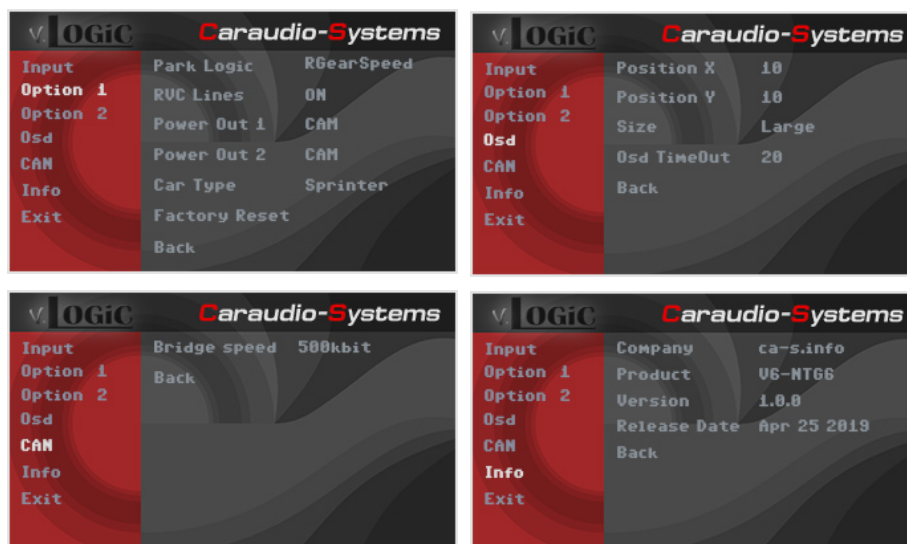 v.LOGiC Caraudio-Systems
Input
Option 1
Option 2
Osd
CAN
Info
Exit
Park Logic RGearSpeed
RVC Lines ON
Power Out 1 CAM
Power Out 2 CAM
Car Type Sprinter
Factory Reset
Back
v.LOGiC Caraudio-Systems
Input
Option 1
Option 2
Osd
CAN
Info
Exit
Position X 10
Position Y 10
Size Large
Osd TimeOut 20
Back
v.LOGiC Caraudio-Systems
Input
Option 1
Option 2
Osd
CAN
Info
Exit
Bridge speed 500kbit
Back
v.LOGiC Caraudio-Systems
Input
Option 1
Option 2
Osd
CAN
Info
Exit
Company ca-s.info
Product V6-NTG6
Version 1.0.0
Release Date Apr 25 2019
Back